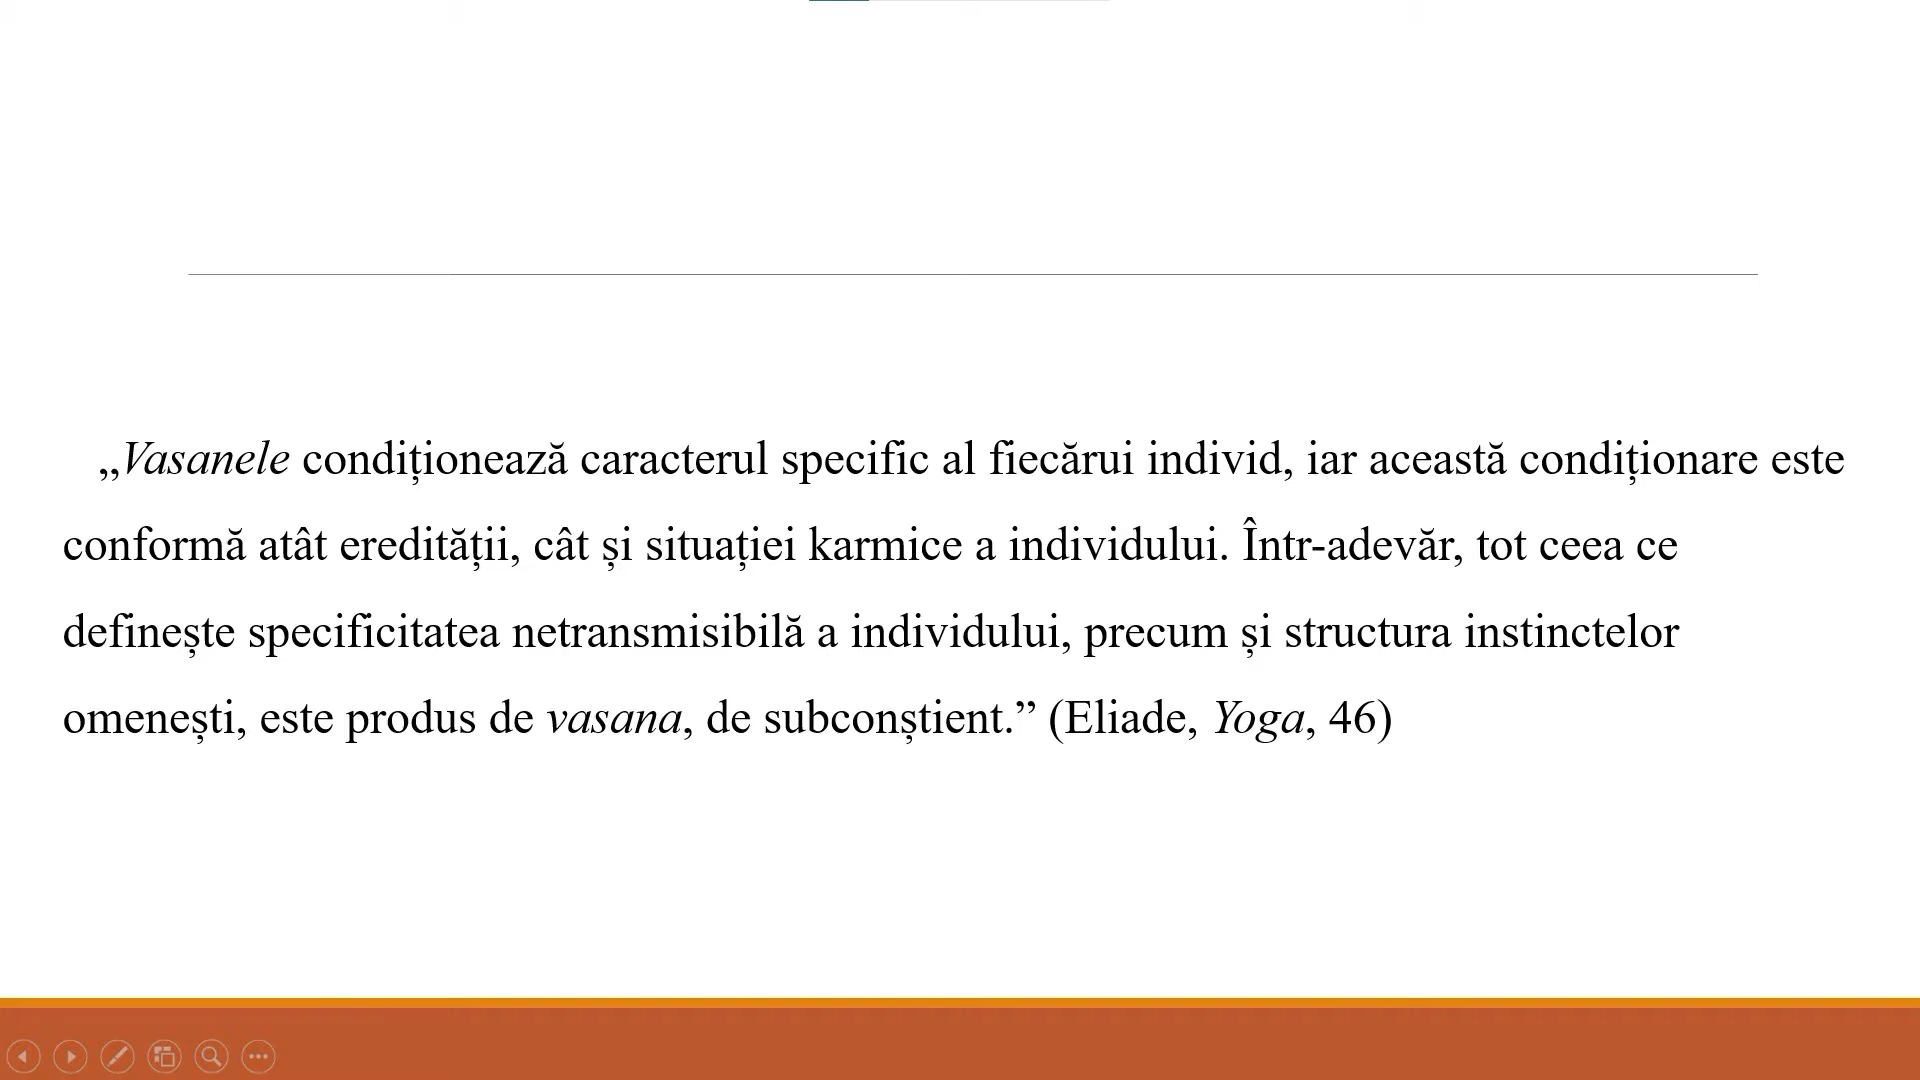 „Vasanele condiționează caracterul specific al fiecărui individ, iar această condiționare este
conformă atât eredității, cât și situației karmice a individului. Într-adevăr, tot ceea ce
definește specificitatea netransmisibilă a individului, precum și structura instinctelor
omenești, este produs de vasana, de subconștient.” (Eliade, Yoga, 46)